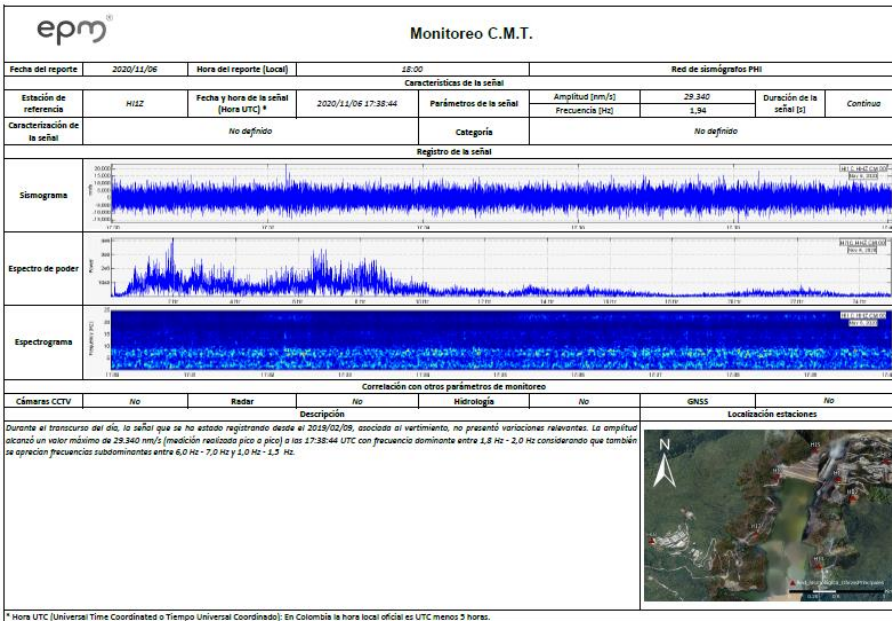 epm®
Monitoreo C.M.T.
Fecha del reporte 2020/11/06 Hora del reporte (Local) 18:00 Red de sismógrafos PHI
Características de la señal
Estación de referencia HI1Z Fecha y hora de la señal (Hora UTC) * 2020/11/06 17:38:44 Parámetros de la señal Amplitud [nm/s] 29.340 Duración de la señal [s] Continua
Frecuencia [Hz] 1,94
Caracterización de la señal No definido Categoría No definido
Registro de la señal
Sismograma
Espectro de poder
Espectrograma
Correlación con otros parámetros de monitoreo
Cámaras CCTV No Radar No Hidrología No GNSS No
Descripción Localización estaciones
Durante el transcurso del día, la señal que se ha estado registrando desde el 2019/02/09, asociada al vertimiento, no presentó variaciones relevantes. La amplitud
alcanzó un valor máximo de 29.340 nm/s (medición realizada pico a pico) a las 17:38:44 UTC con frecuencia dominante entre 1,8 Hz - 2,0 Hz considerando que también
se aprecian frecuencias subdominantes entre 6,0 Hz - 7,0 Hz y 1,0 Hz - 1,5 Hz.
N
* Hora UTC (Universal Time Coordinated o Tiempo Universal Coordinado): En Colombia la hora local oficial es UTC menos 5 horas.